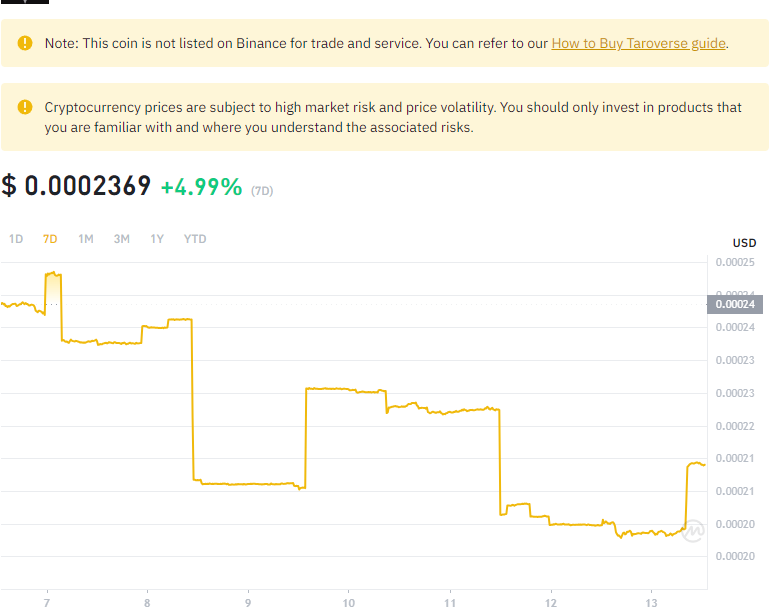 Note: This coin is not listed on Binance for trade and service. You can refer to our How to Buy Taroverse guide.
Cryptocurrency prices are subject to high market risk and price volatility. You should only invest in products that
you are familiar with and where you understand the associated risks.
$ 0.0002369 +4.99% (7D)
1D 7D 1M 3M 1Y YTD
USD
0.00025
0.00024
0.00024
0.00023
0.00023
0.00022
0.00021
0.00021
0.00020
0.00020
7 8 9 10 11 12 13